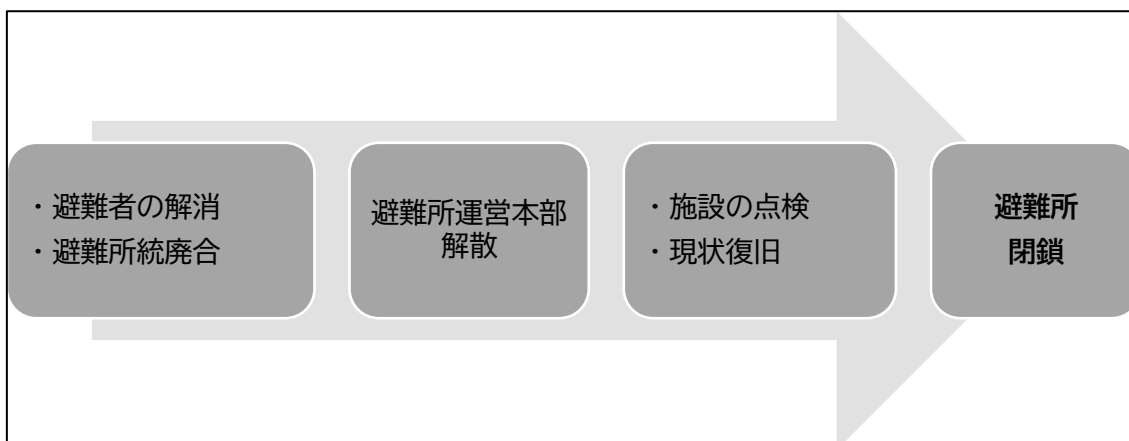 ・避難者の解消
・避難所統廃合
避難所運営本部
解散
・施設の点検
・現状復旧
避難所
閉鎖